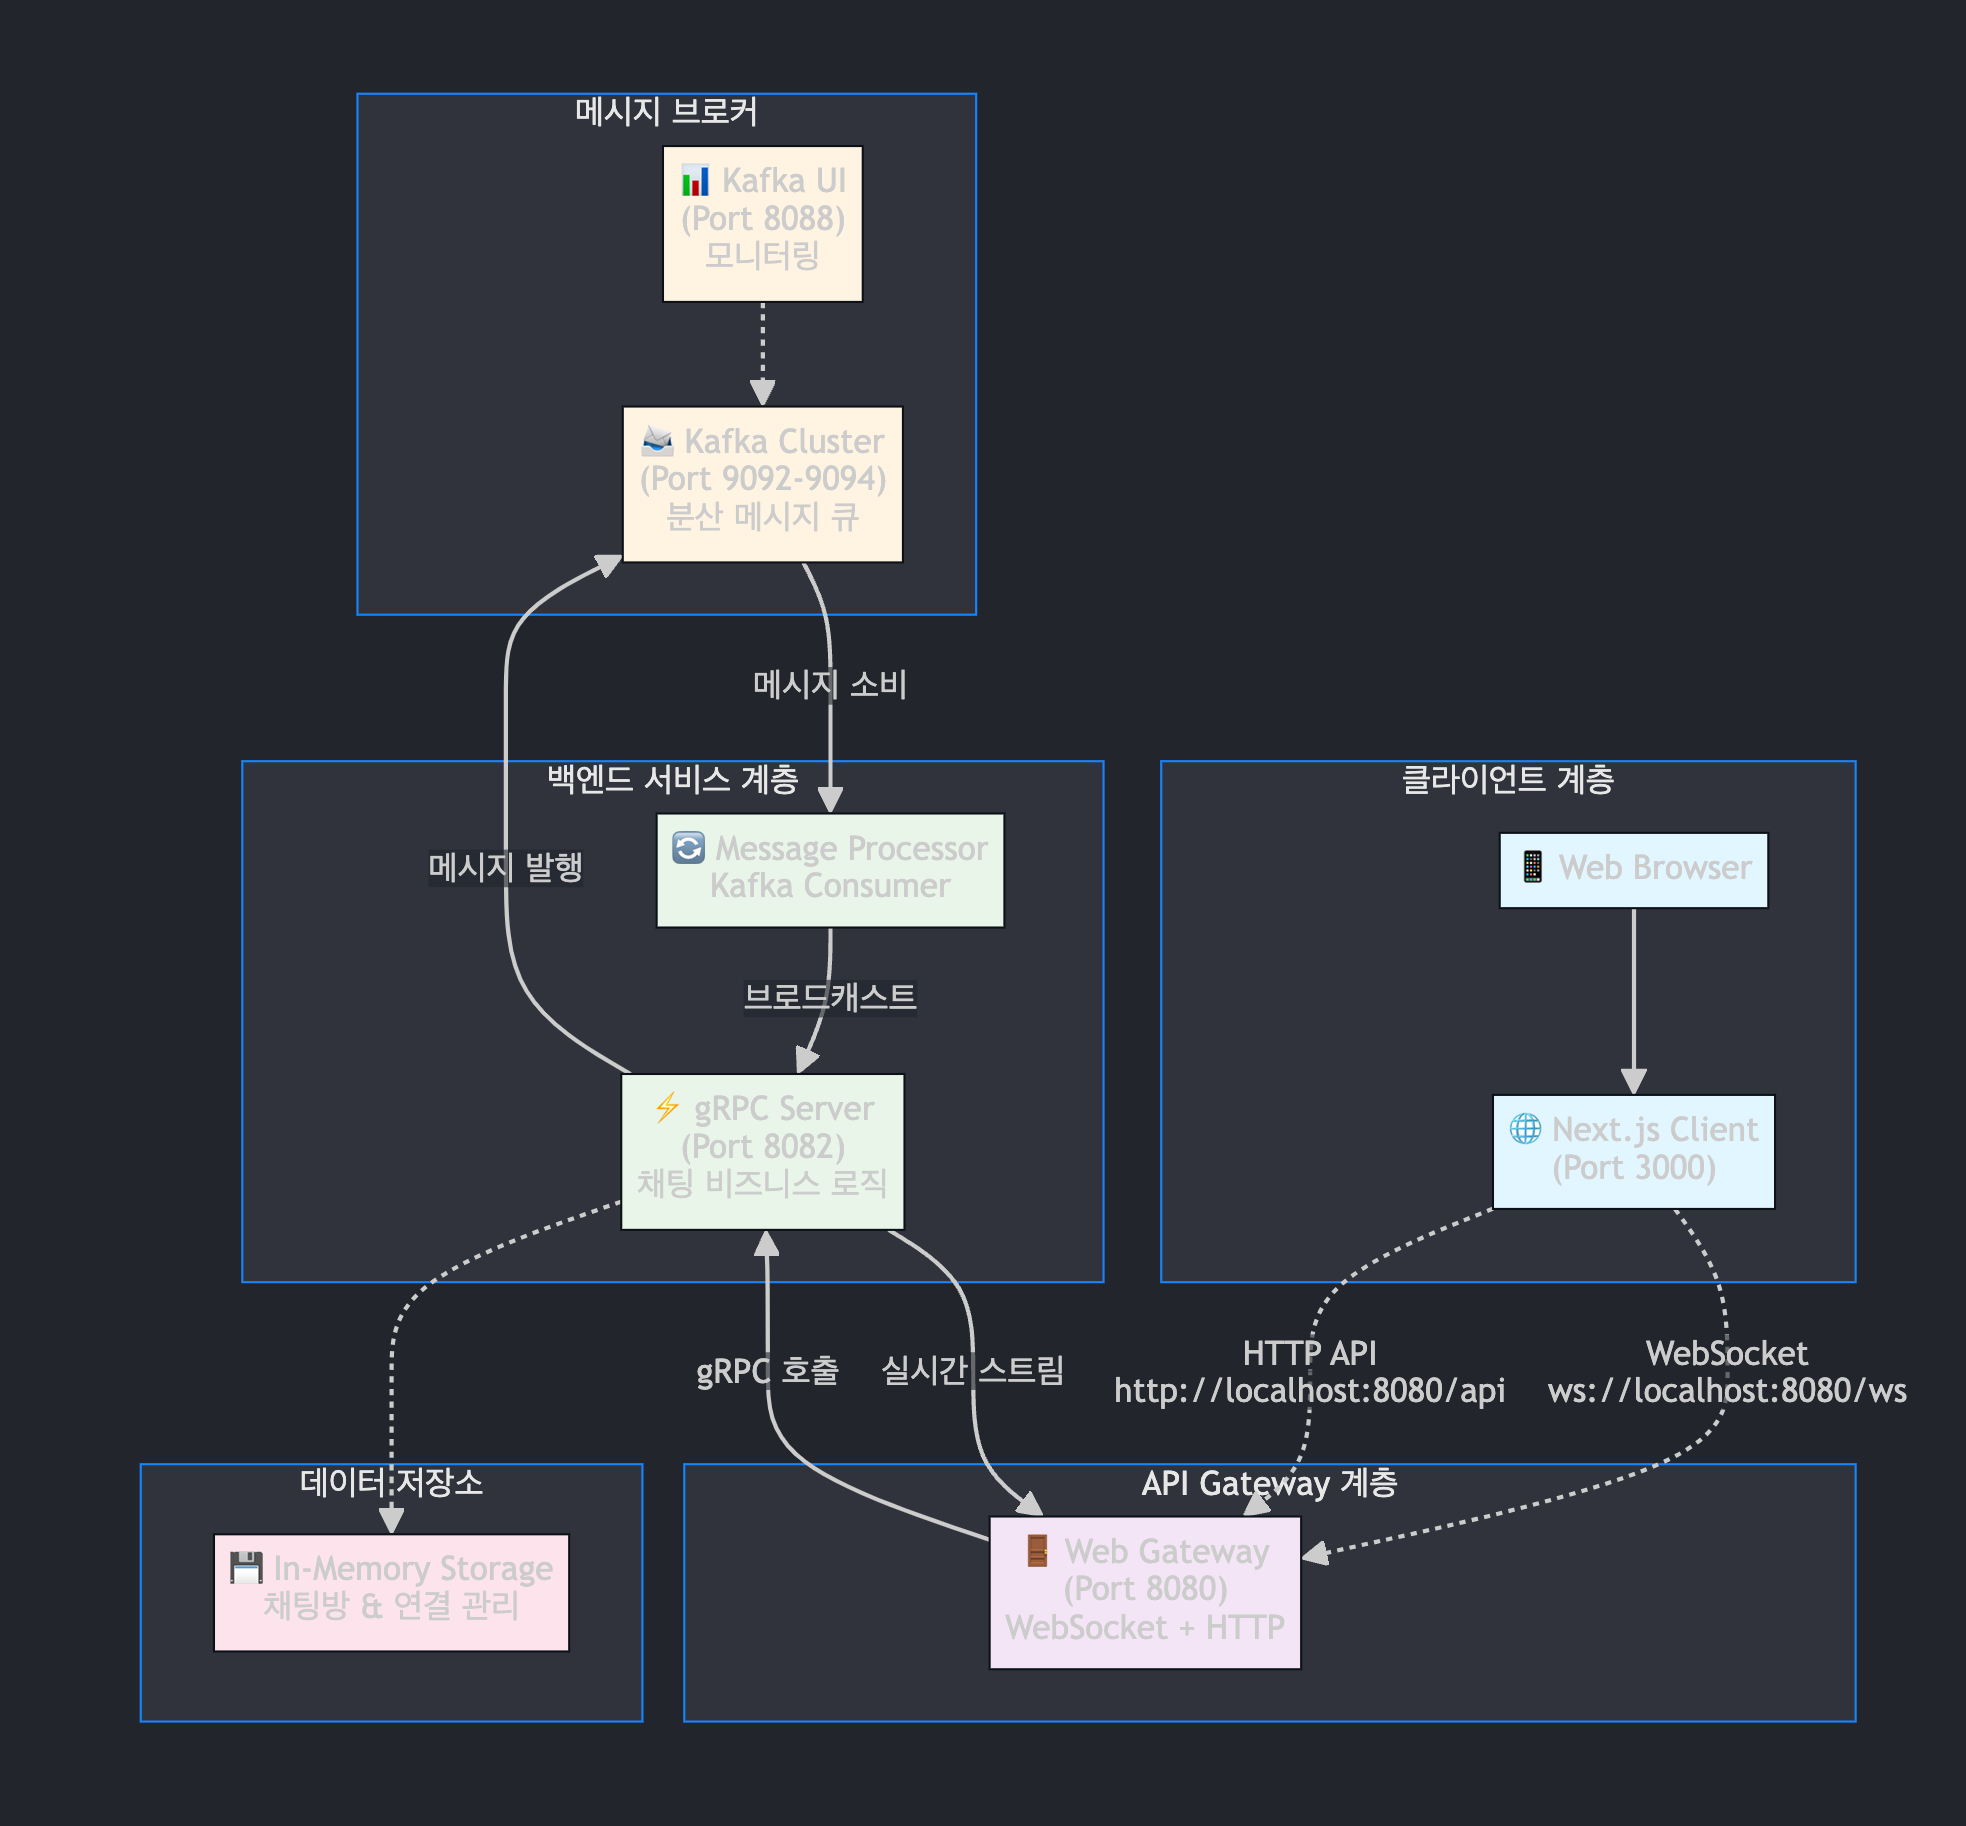 메시지 브로커
📊 Kafka UI
(Port 8088)
모니터링
📨 Kafka Cluster
(Port 9092-9094)
분산 메시지 큐
메시지 소비
백엔드 서비스 계층
클라이언트 계층
메시지 발행
🔄 Message Processor
Kafka Consumer
📱 Web Browser
브로드캐스트
⚡ gRPC Server
(Port 8082)
채팅 비즈니스 로직
🌐 Next.js Client
(Port 3000)
gRPC 호출
실시간 스트림
HTTP API
http://localhost:8080/api
WebSocket
ws://localhost:8080/ws
데이터 저장소
💾 In-Memory Storage
채팅방 & 연결 관리
API Gateway 계층
🚪 Web Gateway
(Port 8080)
WebSocket + HTTP